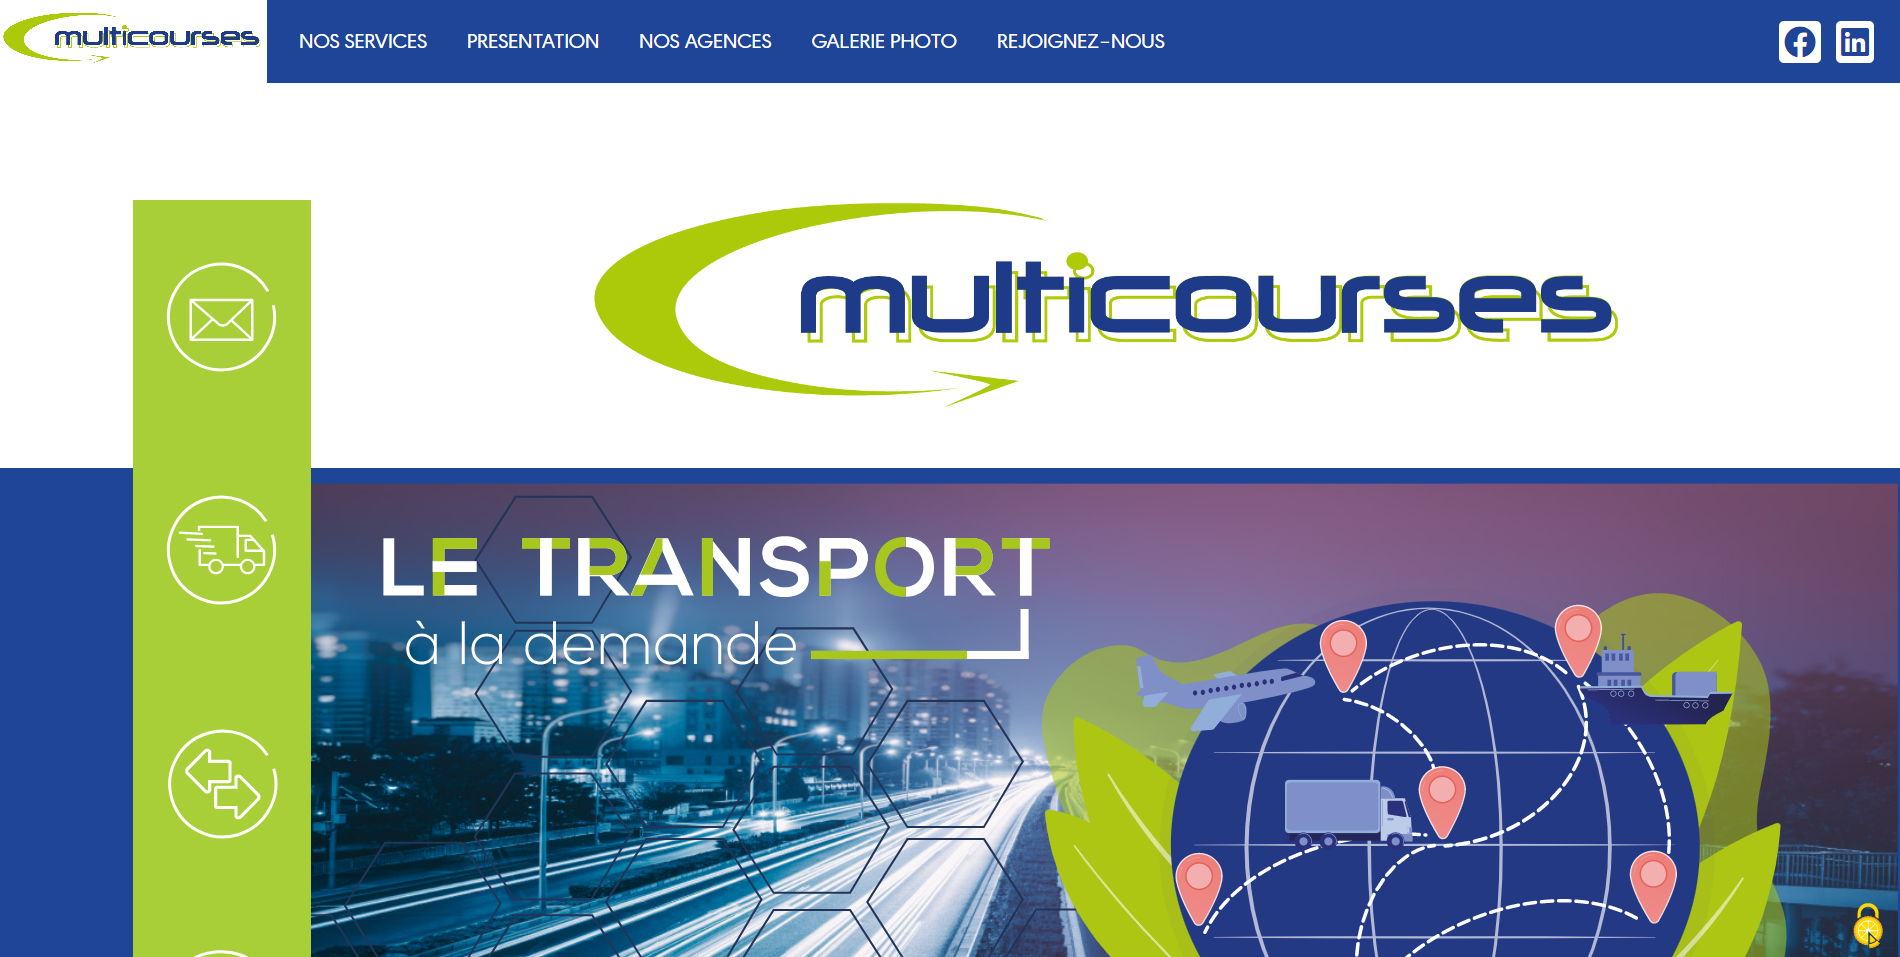 multicourses
NOS SERVICES
PRESENTATION
NOS AGENCES
GALERIE PHOTO
REJOIGNEZ-NOUS
multicourses
LE TRANSPORT
à la demande